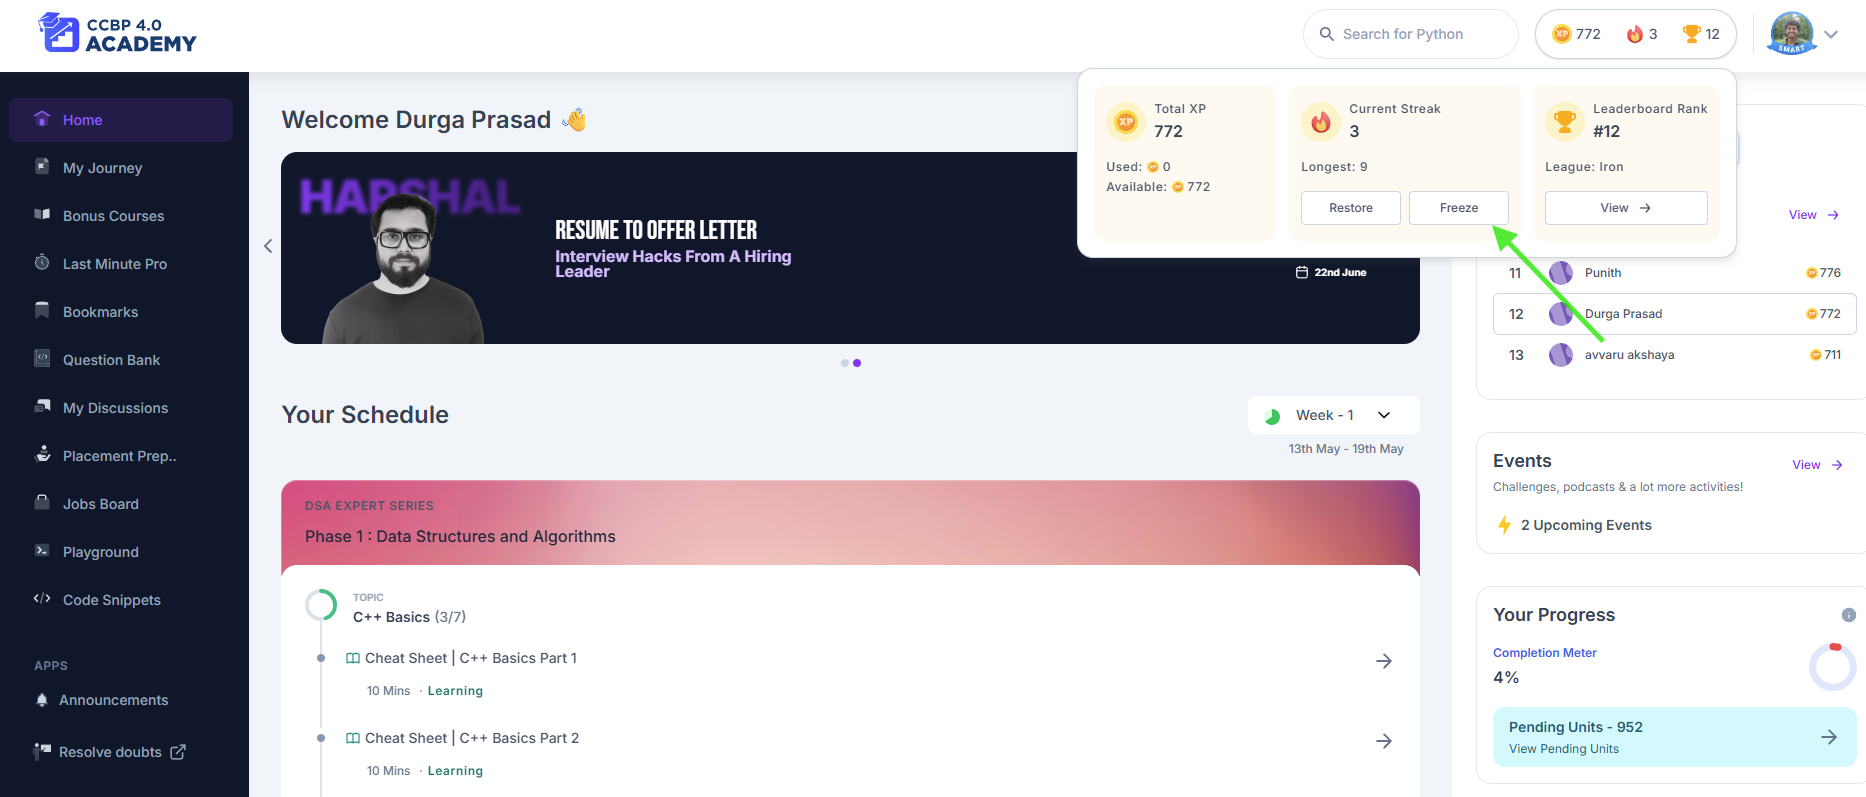 CCBP 4.0
ACADEMY
Search for Python
XP 772
3
12
SMART
Home
My Journey
Bonus Courses
Last Minute Pro
Bookmarks
Question Bank
My Discussions
Placement Prep..
Jobs Board
Playground
Code Snippets
APPS
Announcements
Resolve doubts
Welcome Durga Prasad
HARSHAL
RESUME TO OFFER LETTER
Interview Hacks From A Hiring
Leader
22nd June
XP
Total XP
772
Used: XP 0
Available: XP 772
Current Streak
3
Longest: 9
Restore
Freeze
Leaderboard Rank
#12
League: Iron
View
View
11 Punith XP 776
12 Durga Prasad XP 772
13 avvaru akshaya XP 711
Your Schedule
Week - 1
13th May - 19th May
DSA EXPERT SERIES
Phase 1 : Data Structures and Algorithms
TOPIC
C++ Basics (3/7)
Cheat Sheet | C++ Basics Part 1
10 Mins · Learning
Cheat Sheet | C++ Basics Part 2
10 Mins · Learning
Events
View
Challenges, podcasts & a lot more activities!
2 Upcoming Events
Your Progress
Completion Meter
4%
Pending Units - 952
View Pending Units